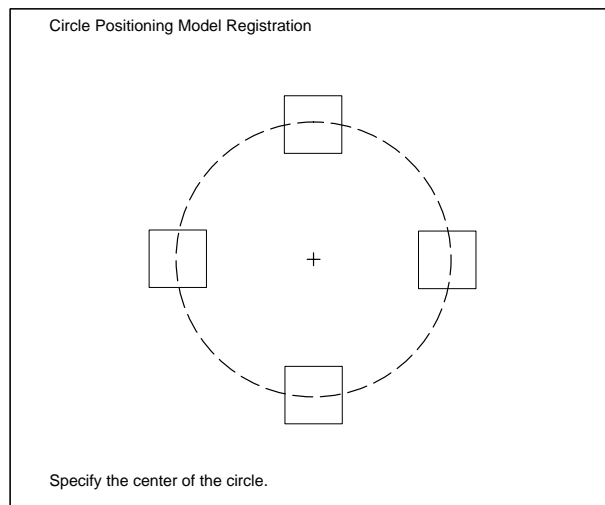 Circle Positioning Model Registration
Specify the center of the circle.